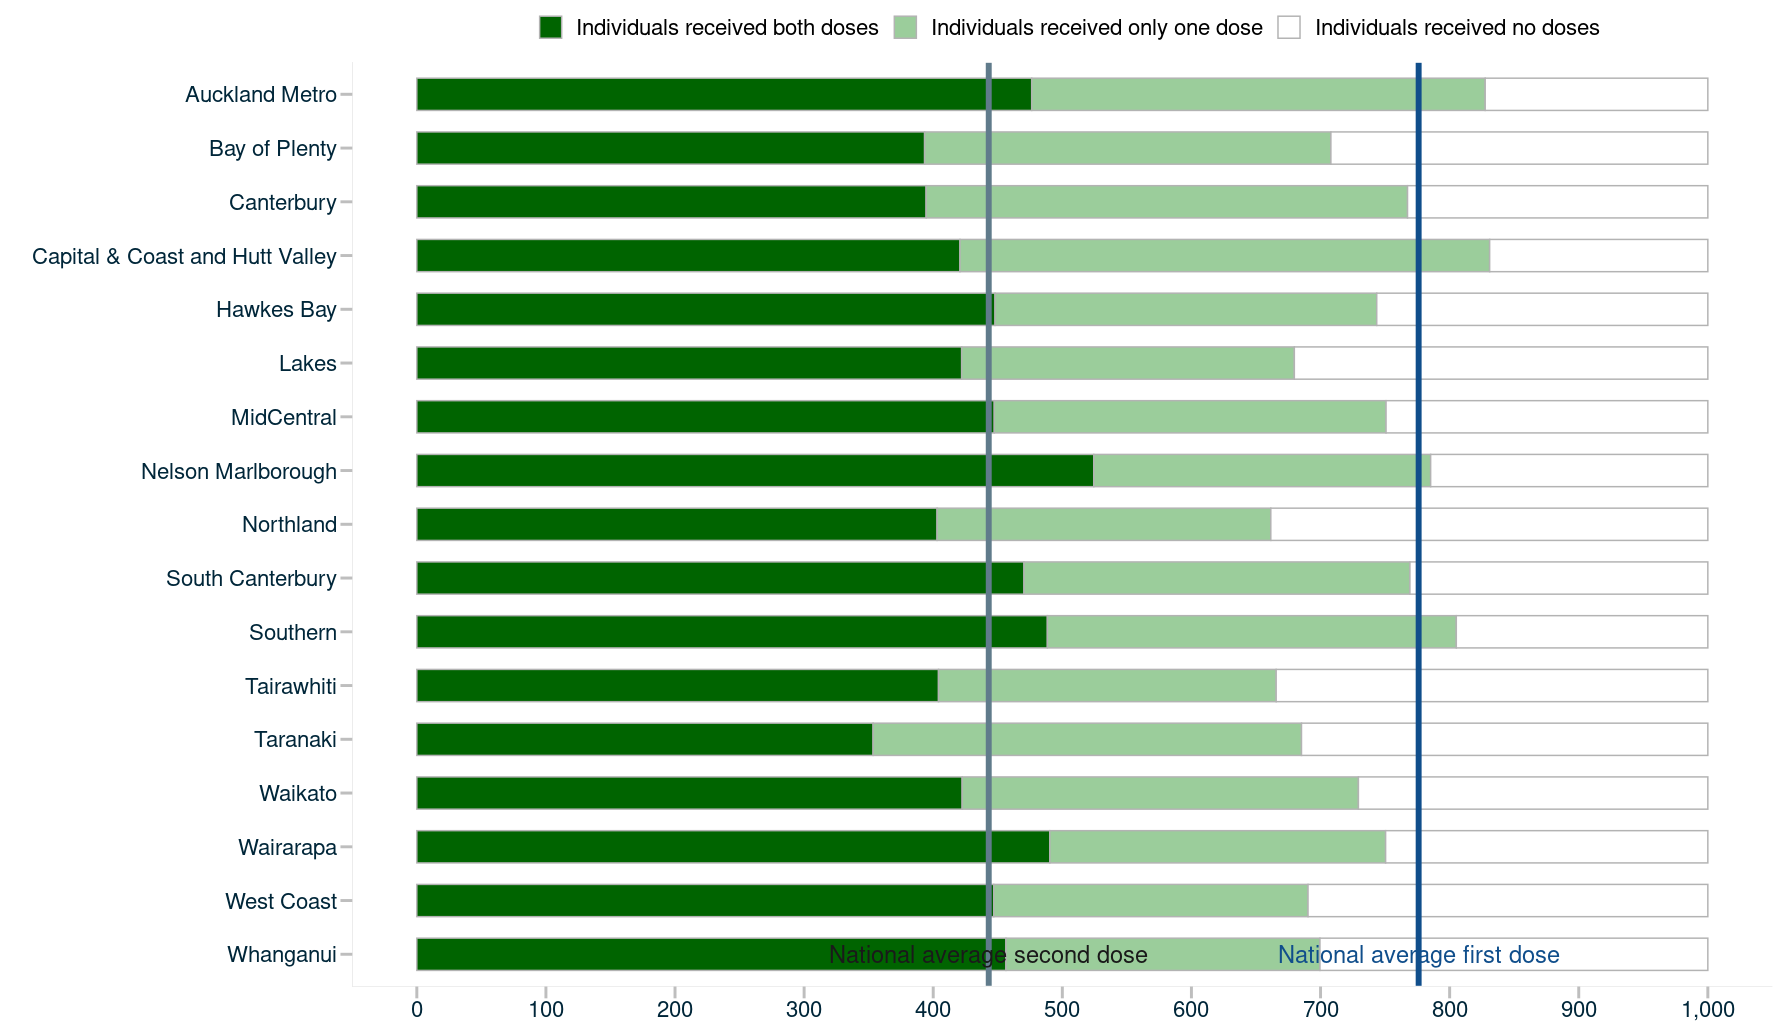 Individuals received both doses Individuals received only one dose Individuals received no doses
Auckland Metro
Bay of Plenty
Canterbury
Capital & Coast and Hutt Valley
Hawkes Bay
Lakes
MidCentral
Nelson Marlborough
Northland
South Canterbury
Southern
Tairawhiti
Taranaki
Waikato
Wairarapa
West Coast
Whanganui National average second dose National average first dose
0 100 200 300 400 500 600 700 800 900 1,000